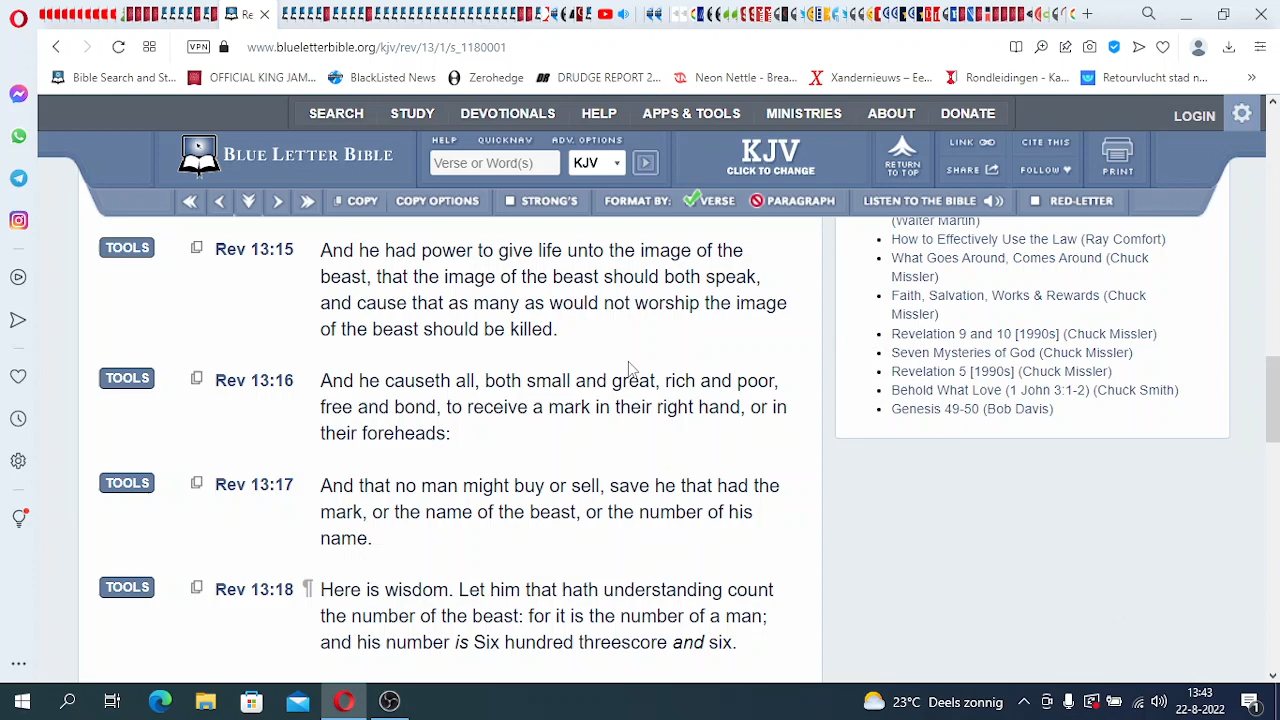 Re
www.blueletterbible.org/kjv/rev/13/1/s_1180001
VPN
Bible Search and St...
OFFICIAL KING JAM...
BlackListed News
Zerohedge
DRUDGE REPORT 2...
Neon Nettle - Brea...
Xandernieuws – Ee...
Rondleidingen - Ka...
Retourvlucht stad n...
SEARCH STUDY DEVOTIONALS HELP APPS & TOOLS MINISTRIES ABOUT DONATE LOGIN
BLUE LETTER BIBLE
HELP QUICKNAV ADV. OPTIONS
Verse or Word(s) KJV
KJV
CLICK TO CHANGE
RETURN
TO TOP
LINK
SHARE
CITE THIS
FOLLOW
PRINT
COPY COPY OPTIONS STRONG'S FORMAT BY: VERSE PARAGRAPH LISTEN TO THE BIBLE RED-LETTER
TOOLS Rev 13:15 And he had power to give life unto the image of the
beast, that the image of the beast should both speak,
and cause that as many as would not worship the image
of the beast should be killed.
TOOLS Rev 13:16 And he causeth all, both small and great, rich and poor,
free and bond, to receive a mark in their right hand, or in
their foreheads:
TOOLS Rev 13:17 And that no man might buy or sell, save he that had the
mark, or the name of the beast, or the number of his
name.
TOOLS Rev 13:18 ¶ Here is wisdom. Let him that hath understanding count
the number of the beast: for it is the number of a man;
and his number is Six hundred threescore and six.
(Walter Martin)
How to Effectively Use the Law (Ray Comfort)
What Goes Around, Comes Around (Chuck
Missler)
Faith, Salvation, Works & Rewards (Chuck
Missler)
Revelation 9 and 10 [1990s] (Chuck Missler)
Seven Mysteries of God (Chuck Missler)
Revelation 5 [1990s] (Chuck Missler)
Behold What Love (1 John 3:1-2) (Chuck Smith)
Genesis 49-50 (Bob Davis)
23°C Deels zonnig
13:43
22-8-2022
1